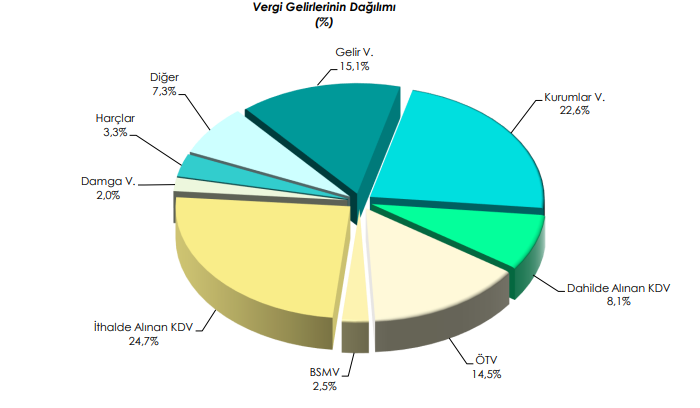 Vergi Gelirlerinin Dağılımı
(%)
Gelir V.
15,1%
Kurumlar V.
22,6%
Dahilde Alınan KDV
8,1%
ÖTV
14,5%
BSMV
2,5%
İthalde Alınan KDV
24,7%
Damga V.
2,0%
Harçlar
3,3%
Diğer
7,3%